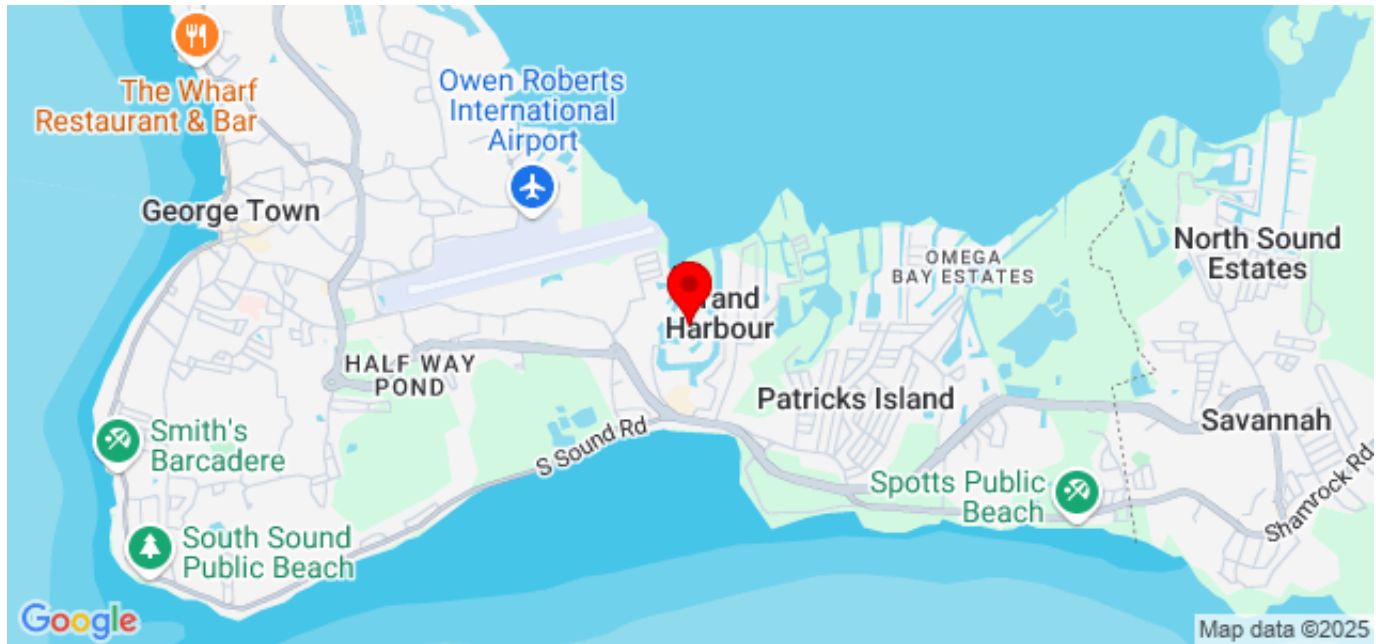 The Wharf
Restaurant & Bar
Owen Roberts
International
Airport
George Town
North Sound
Estates
OMEGA
BAY ESTATES
rand
Harbour
HALF WAY
POND
Patricks Island
Savannah
Smith's
Barcadere
S Sound Rd
Spotts Public
Beach
Shamrock Rd
South Sound
Public Beach
Google
Map data ©2025